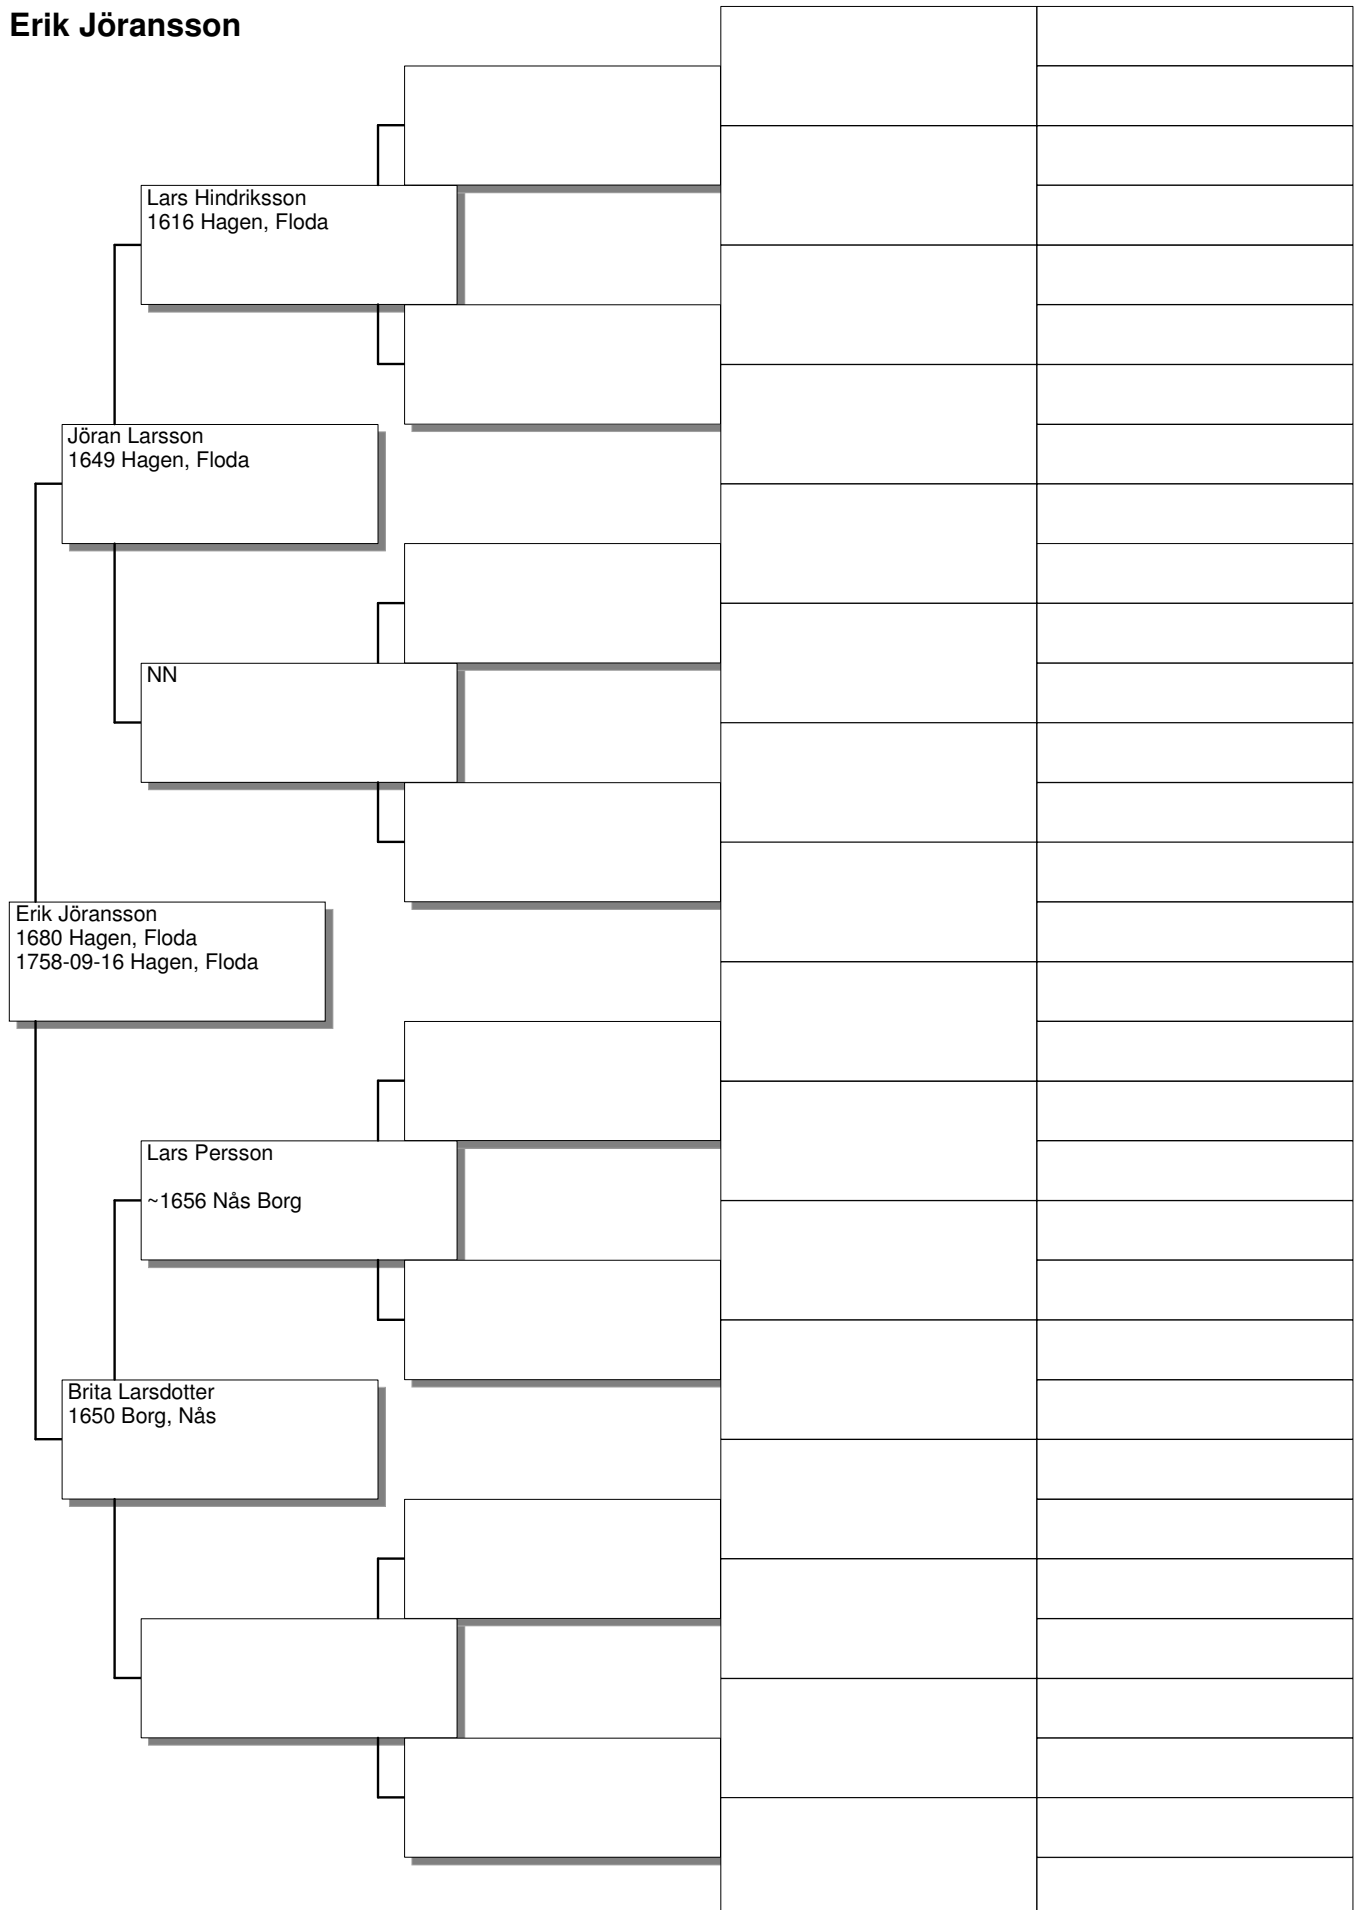 Erik Jöransson
Lars Hindriksson
1616 Hagen, Floda
Jöran Larsson
1649 Hagen, Floda
NN
Erik Jöransson
1680 Hagen, Floda
1758-09-16 Hagen, Floda
Lars Persson
~1656 Nås Borg
Brita Larsdotter
1650 Borg, Nås